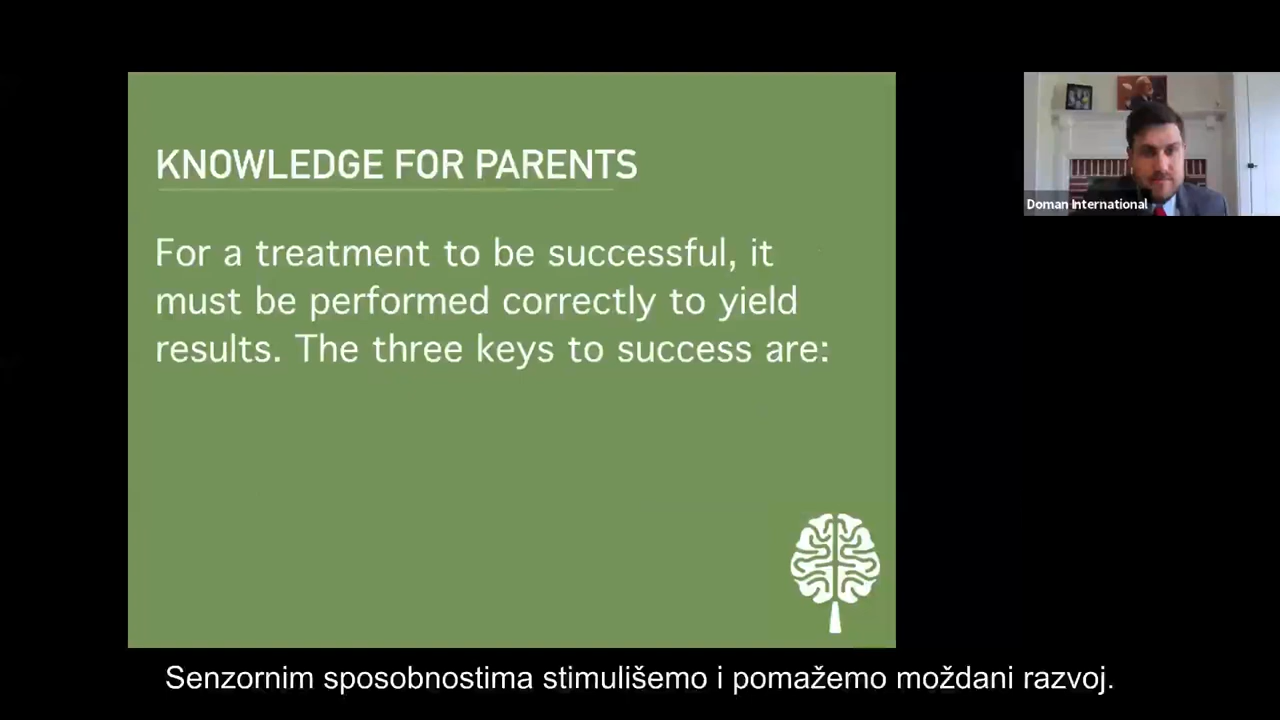 KNOWLEDGE FOR PARENTS
For a treatment to be successful, it
must be performed correctly to yield
results. The three keys to success are:
Doman International
Senzornim sposobnostima stimulišemo i pomažemo moždani razvoj.